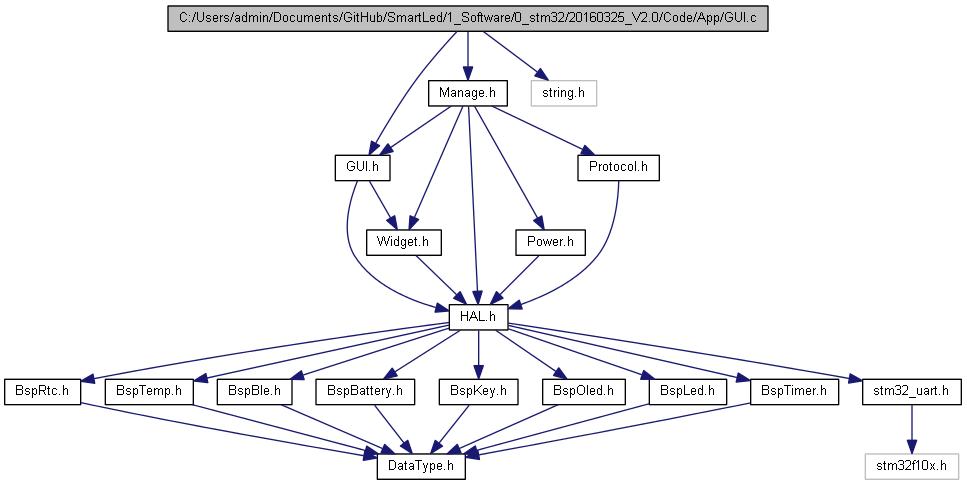 C:/Users/admin/Documents/GitHub/SmartLed/1_Software/0_stm32/20160325_V2.0/Code/App/GUI.c
Manage.h
string.h
GUI.h
Protocol.h
Widget.h
Power.h
HAL.h
BspRtc.h
BspTemp.h
BspBle.h
BspBattery.h
BspKey.h
BspOled.h
BspLed.h
BspTimer.h
stm32_uart.h
DataType.h
stm32f10x.h